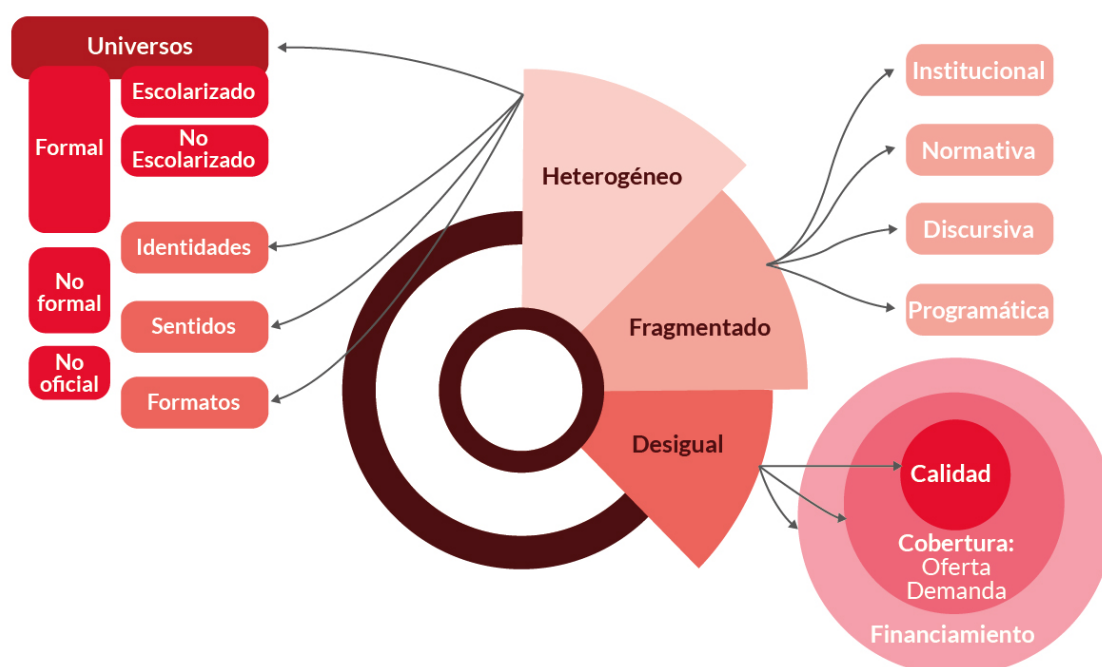 Universos
Formal
Escolarizado
No
Escolarizado
Identidades
No
formal
Sentidos
No
oficial
Formatos
Heterogéneo
Fragmentado
Desigual
Institucional
Normativa
Discursiva
Programática
Calidad
Cobertura:
Oferta
Demanda
Financiamiento